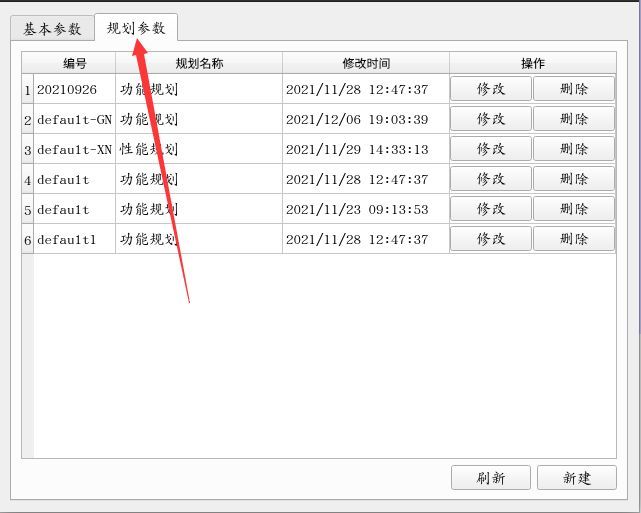 基本参数 规划参数
编号 规划名称 修改时间 操作
1 20210926 功能规划 2021/11/28 12:47:37 修改 删除
2 defau1t-GN 功能规划 2021/12/06 19:03:39 修改 删除
3 defau1t-XN 性能规划 2021/11/29 14:33:13 修改 删除
4 defau1t 功能规划 2021/11/28 12:47:37 修改 删除
5 defau1t 功能规划 2021/11/23 09:13:53 修改 删除
6 defau1t1 功能规划 2021/11/28 12:47:37 修改 删除
刷新 新建